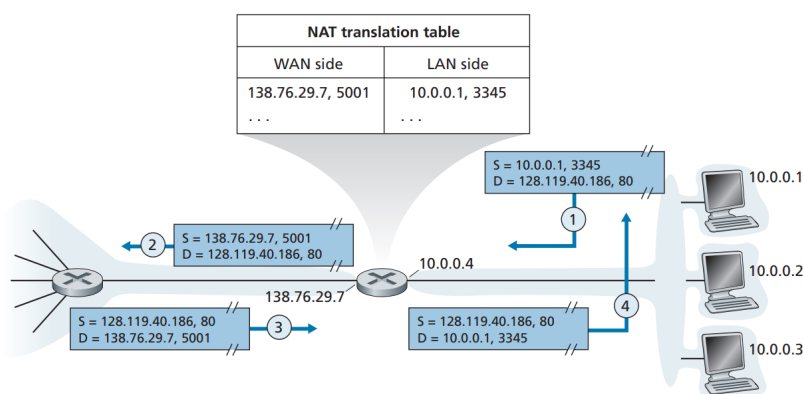 NAT translation table
WAN side
LAN side
138.76.29.7, 5001
10.0.0.1, 3345
. . .
. . .
S = 10.0.0.1, 3345
D = 128.119.40.186, 80
10.0.0.1
1
S = 138.76.29.7, 5001
D = 128.119.40.186, 80
2
10.0.0.4
10.0.0.2
138.76.29.7
S = 128.119.40.186, 80
D = 138.76.29.7, 5001
3
S = 128.119.40.186, 80
D = 10.0.0.1, 3345
4
10.0.0.3